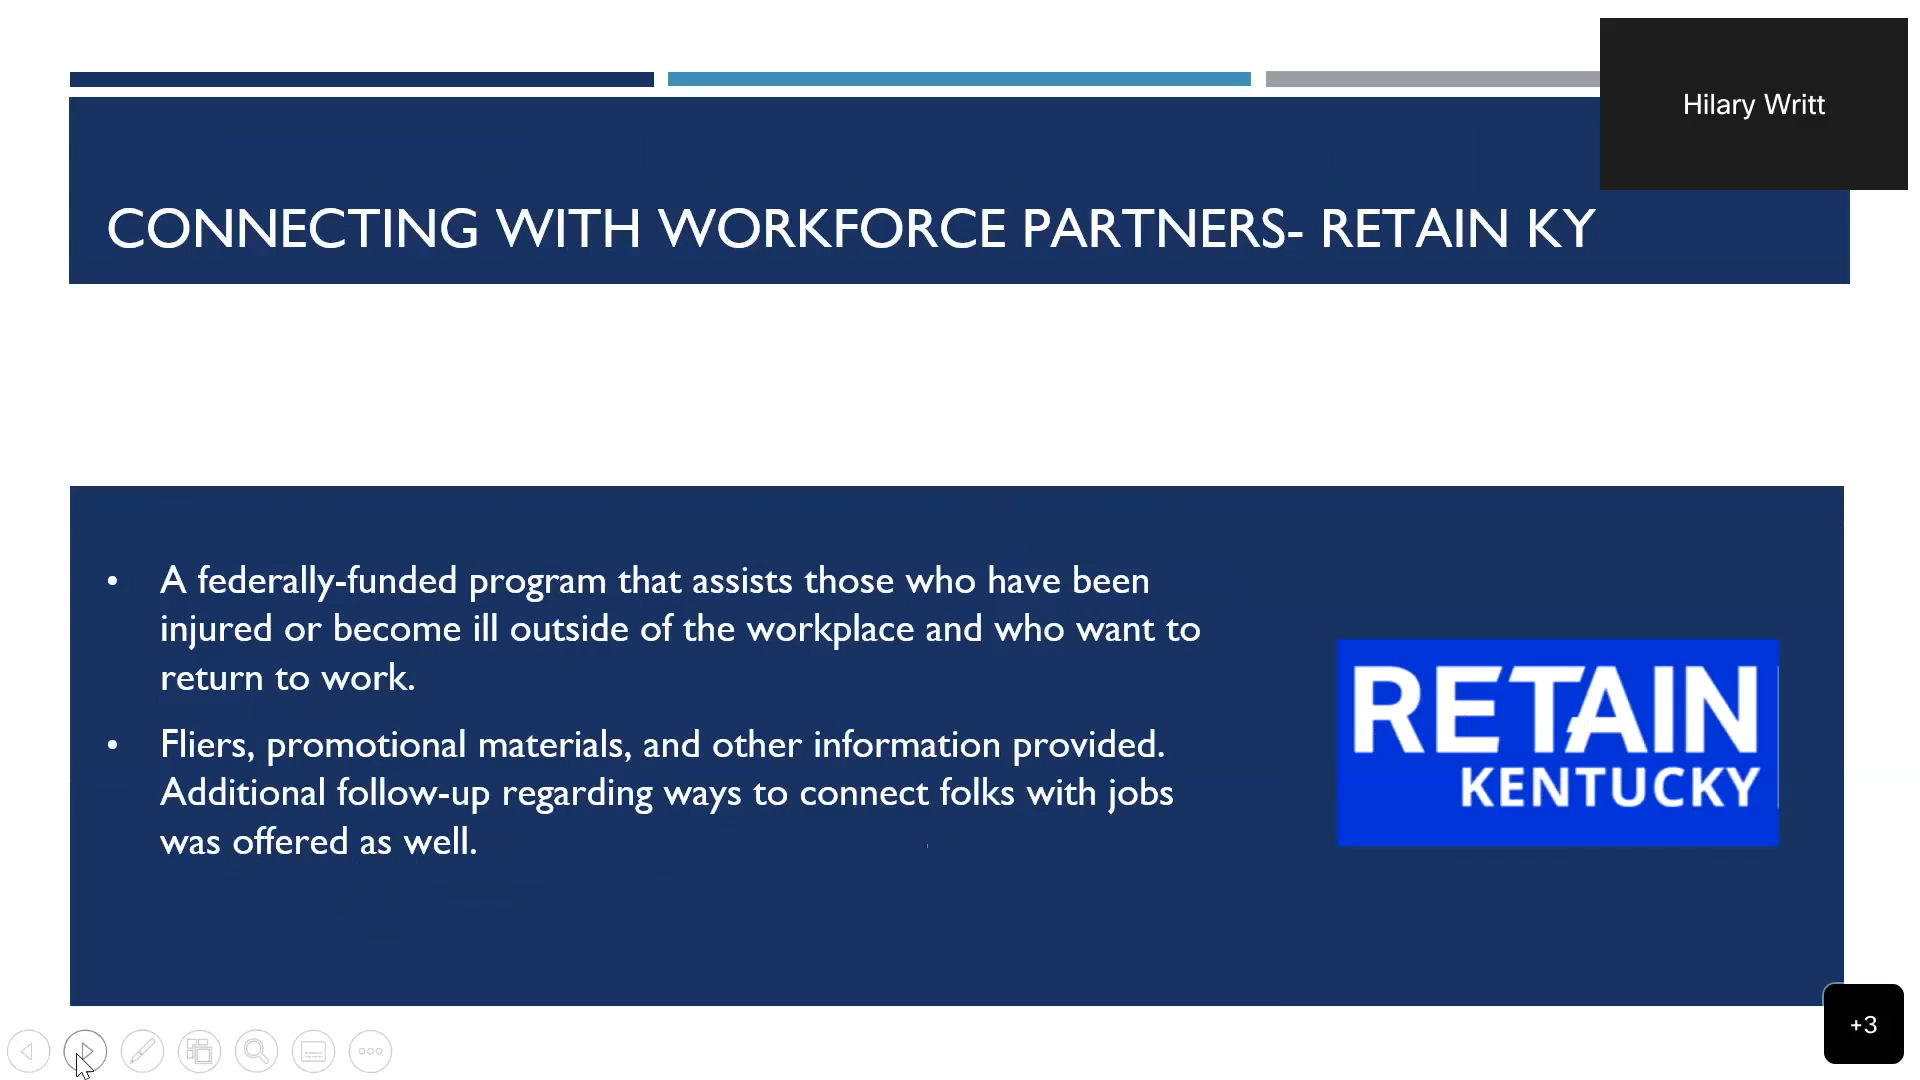 Hilary Writt
CONNECTING WITH WORKFORCE PARTNERS- RETAIN KY
• A federally-funded program that assists those who have been
injured or become ill outside of the workplace and who want to
return to work.
• Fliers, promotional materials, and other information provided.
Additional follow-up regarding ways to connect folks with jobs
was offered as well.
RETAIN
KENTUCKY
+3